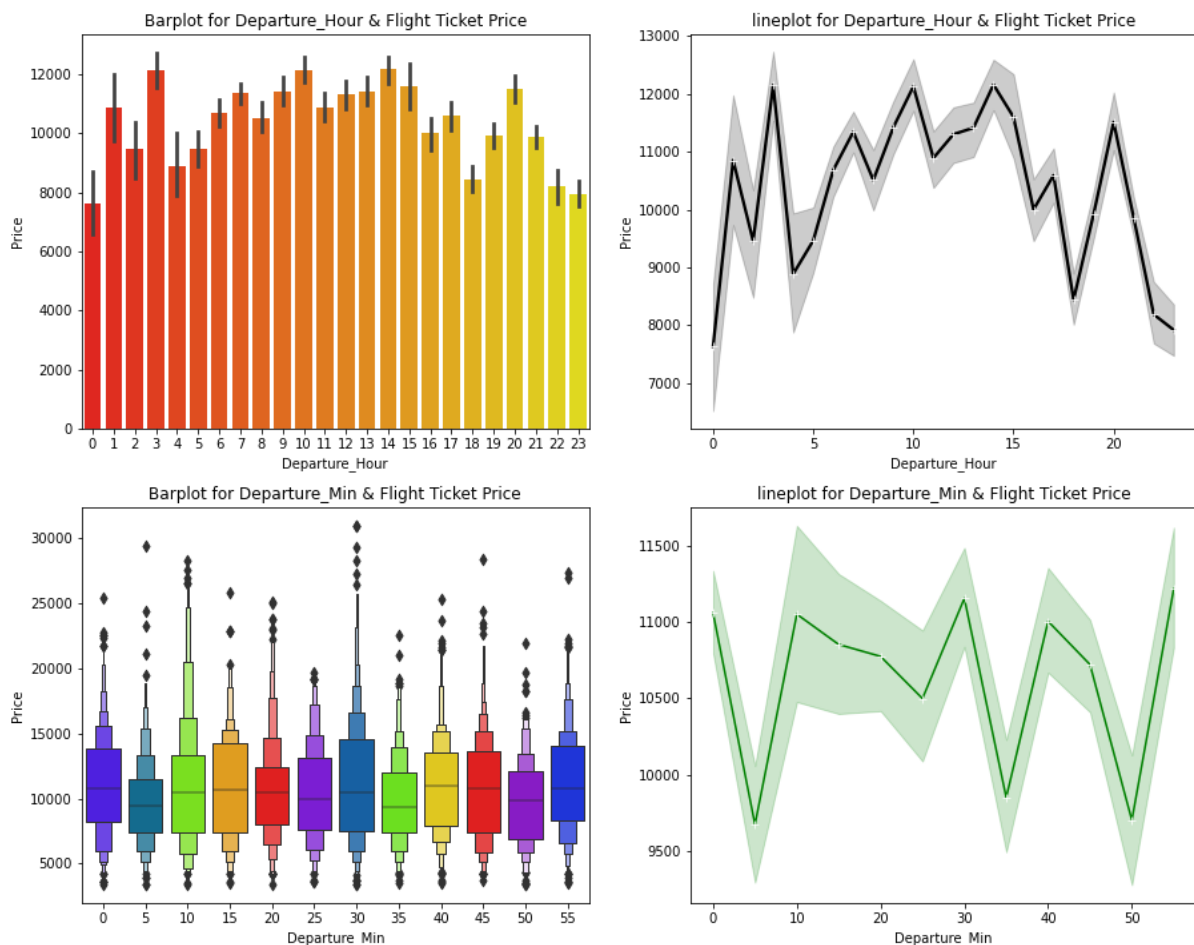 Barplot for Departure_Hour & Flight Ticket Price
Price
12000
10000
8000
6000
4000
2000
0
0 1 2 3 4 5 6 7 8 9 10 11 12 13 14 15 16 17 18 19 20 21 22 23
Departure_Hour
lineplot for Departure_Hour & Flight Ticket Price
Price
13000
12000
11000
10000
9000
8000
7000
0 5 10 15 20
Departure_Hour
Barplot for Departure_Min & Flight Ticket Price
Price
30000
25000
20000
15000
10000
5000
0 5 10 15 20 25 30 35 40 45 50 55
Departure_Min
lineplot for Departure_Min & Flight Ticket Price
Price
11500
11000
10500
10000
9500
0 10 20 30 40 50
Departure_Min